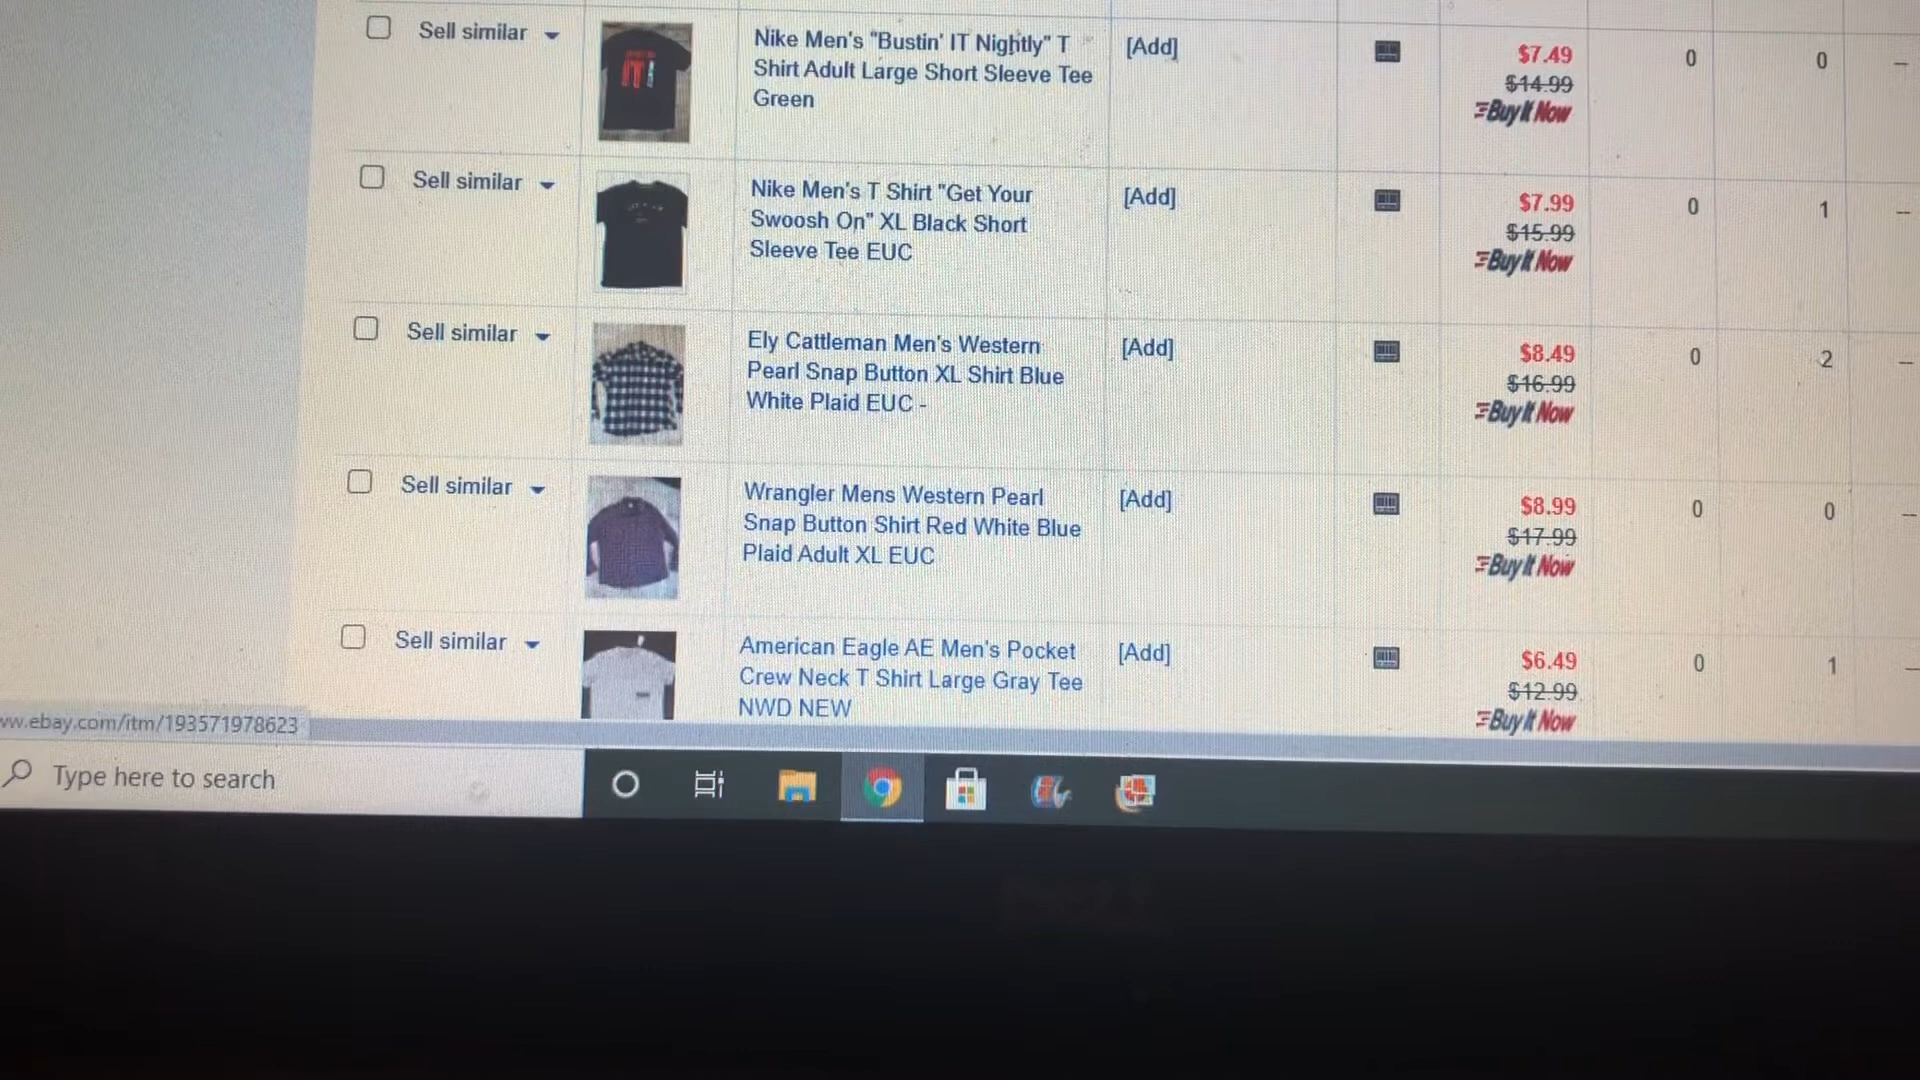 Sell similar
Nike Men's "Bustin' IT Nightly" T
Shirt Adult Large Short Sleeve Tee
Green
[Add]
$7.49
$14.99
Buy It Now
0
0
--
Sell similar
Nike Men's T Shirt "Get Your
Swoosh On" XL Black Short
Sleeve Tee EUC
[Add]
$7.99
$15.99
Buy It Now
0
1
--
Sell similar
Ely Cattleman Men's Western
Pearl Snap Button XL Shirt Blue
White Plaid EUC -
[Add]
$8.49
$16.99
Buy It Now
0
2
--
Sell similar
Wrangler Mens Western Pearl
Snap Button Shirt Red White Blue
Plaid Adult XL EUC
[Add]
$8.99
$17.99
Buy It Now
0
0
--
Sell similar
American Eagle AE Men's Pocket
Crew Neck T Shirt Large Gray Tee
NWD NEW
[Add]
$6.49
$12.99
Buy It Now
0
1
--
ww.ebay.com/itm/193571978623
Type here to search